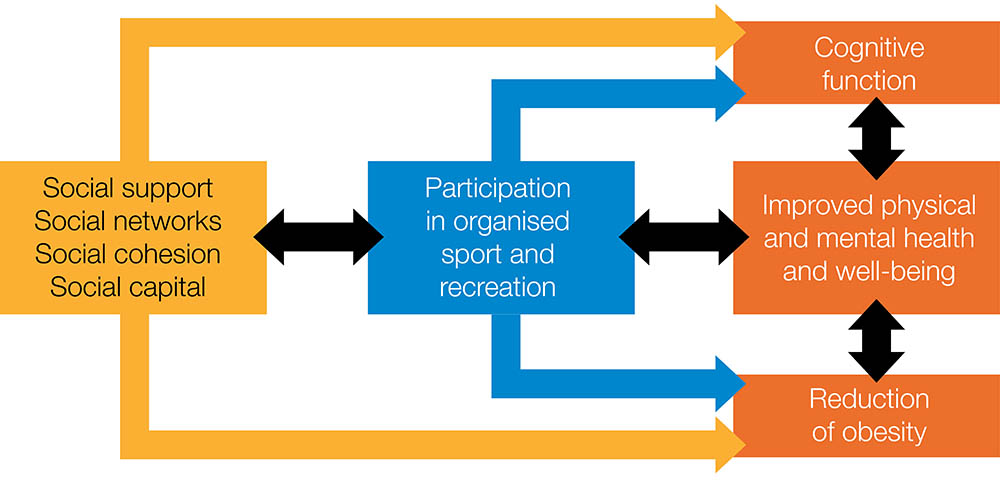 Social support
Social networks
Social cohesion
Social capital
Participation
in organised
sport and
recreation
Cognitive
function
Improved physical
and mental health
and well-being
Reduction
of obesity